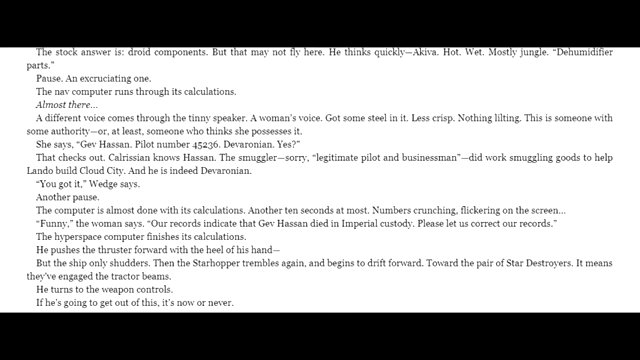 The stock answer is: droid components. But that may not fly here. He thinks quickly—Akiva. Hot. Wet. Mostly jungle. “Dehumidifier
parts.”
Pause. An excruciating one.
The nav computer runs through its calculations.
Almost there…
A different voice comes through the tinny speaker. A woman’s voice. Got some steel in it. Less crisp. Nothing lilting. This is someone with
some authority—or, at least, someone who thinks she possesses it.
She says, “Gev Hassan. Pilot number 45236. Devaronian. Yes?”
That checks out. Calrissian knows Hassan. The smuggler—sorry, “legitimate pilot and businessman”—did work smuggling goods to help
Lando build Cloud City. And he is indeed Devaronian.
“You got it,” Wedge says.
Another pause.
The computer is almost done with its calculations. Another ten seconds at most. Numbers crunching, flickering on the screen…
“Funny,” the woman says. “Our records indicate that Gev Hassan died in Imperial custody. Please let us correct our records.”
The hyperspace computer finishes its calculations.
He pushes the thruster forward with the heel of his hand—
But the ship only shudders. Then the Starhopper trembles again, and begins to drift forward. Toward the pair of Star Destroyers. It means
they’ve engaged the tractor beams.
He turns to the weapon controls.
If he’s going to get out of this, it’s now or never.